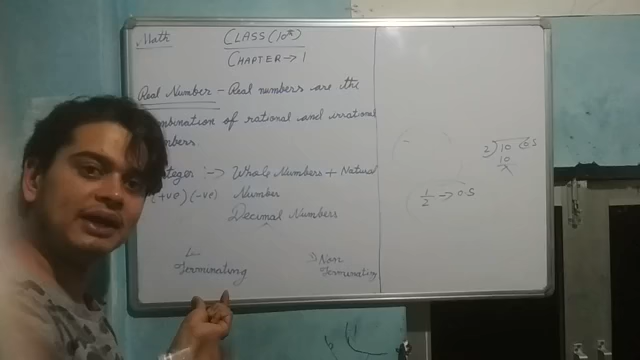 Math
CLASS (10th)
CHAPTER → 1
Real Number - Real numbers are the
combination of rational and irrational
numbers
Integer :→ Whole Numbers + Natural
(+ve) (-ve) Number
Decimal Numbers
Terminating
Non
Terminating
2 10 0.5
10
×
1/2 → 0.5